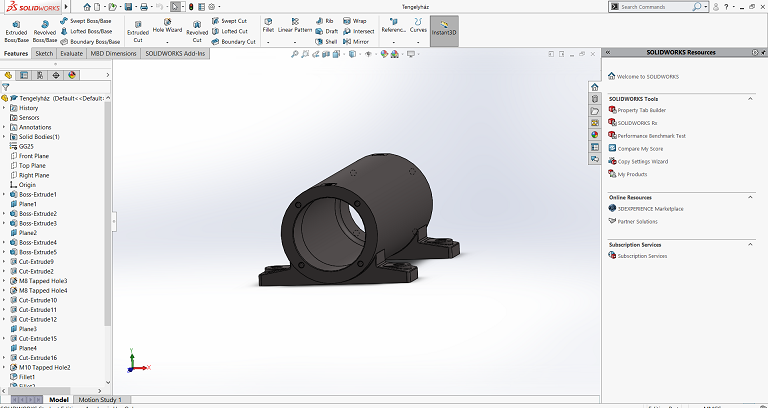 SOLIDWORKS
Tengelyház
Search Commands
Extruded Boss/Base
Revolved Boss/Base
Swept Boss/Base
Lofted Boss/Base
Boundary Boss/Base
Extruded Cut
Hole Wizard
Revolved Cut
Swept Cut
Lofted Cut
Boundary Cut
Fillet
Linear Pattern
Rib
Draft
Shell
Wrap
Intersect
Mirror
Referenc...
Curves
Instant3D
Features
Sketch
Evaluate
MBD Dimensions
SOLIDWORKS Add-Ins
Tengelyház (Default<<Default
History
Sensors
Annotations
Solid Bodies(1)
GG25
Front Plane
Top Plane
Right Plane
Origin
Boss-Extrude1
Plane1
Boss-Extrude2
Boss-Extrude3
Plane2
Boss-Extrude4
Boss-Extrude5
Cut-Extrude9
Cut-Extrude2
M8 Tapped Hole3
M8 Tapped Hole4
Cut-Extrude10
Cut-Extrude11
Cut-Extrude12
Plane3
Cut-Extrude15
Plane4
Cut-Extrude16
M10 Tapped Hole2
Fillet1
Y
X
SOLIDWORKS Resources
Welcome to SOLIDWORKS
SOLIDWORKS Tools
Property Tab Builder
SOLIDWORKS Rx
Performance Benchmark Test
Compare My Score
Copy Settings Wizard
My Products
Online Resources
3DEXPERIENCE Marketplace
Partner Solutions
Subscription Services
Subscription Services
Model
Motion Study 1